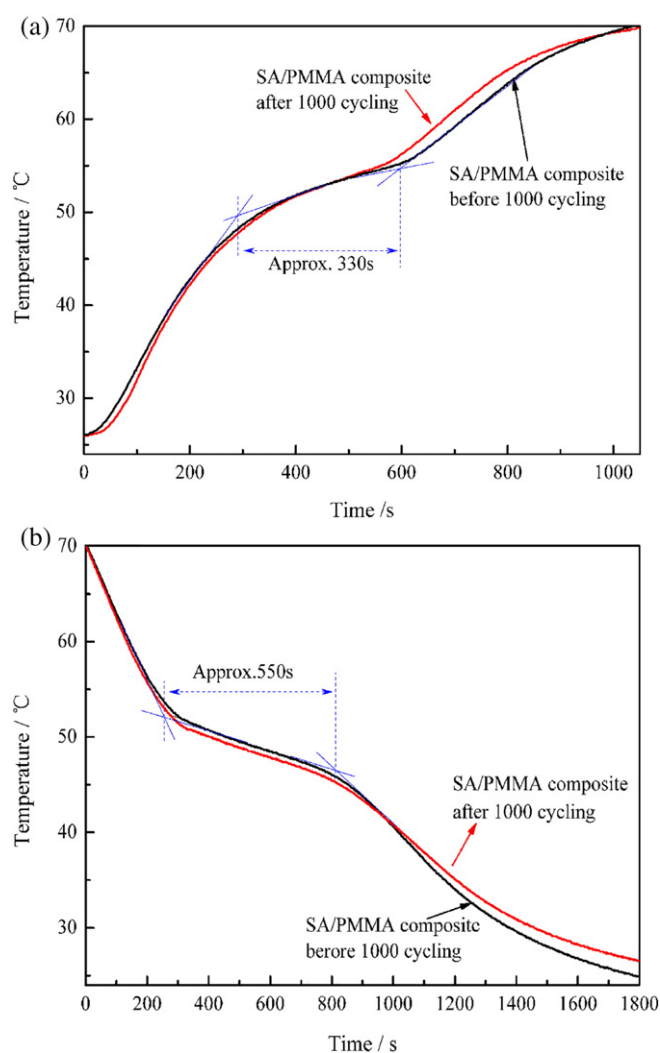 (a)
70
60
50
40
30
Temperature / ℃
SA/PMMA composite
after 1000 cycling
SA/PMMA composite
before 1000 cycling
Approx. 330s
0 200 400 600 800 1000
Time /s
(b)
70
60
50
40
30
Temperature / ℃
Approx.550s
SA/PMMA composite
after 1000 cycling
SA/PMMA composite
berore 1000 cycling
0 200 400 600 800 1000 1200 1400 1600 1800
Time / s